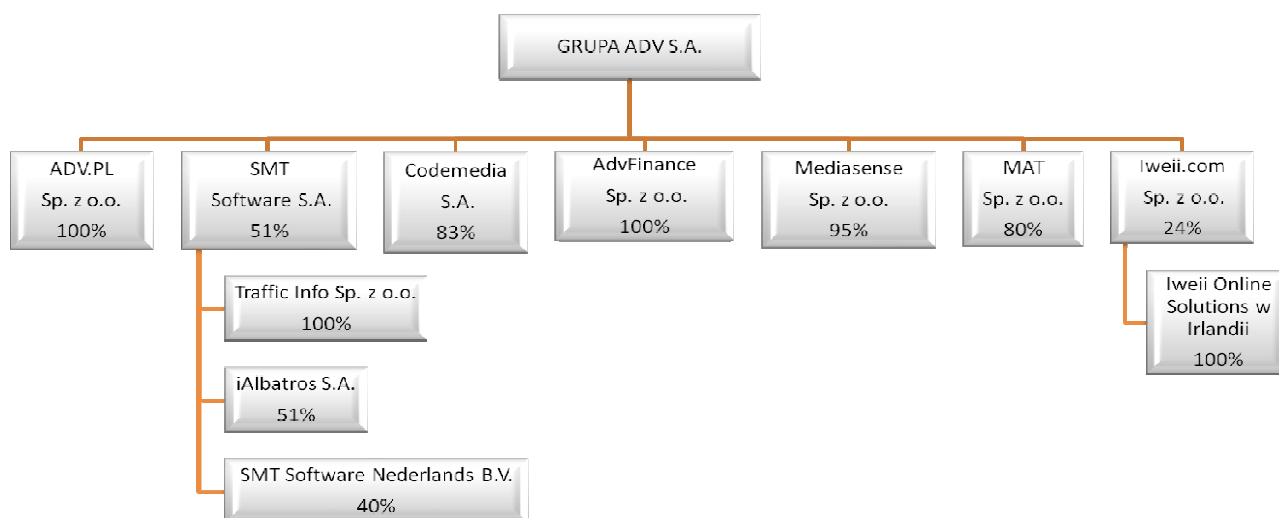 GRUPA ADV S.A.
ADV.PL
Sp. z o.o.
100%
SMT
Software S.A.
51%
Codemedia
S.A.
83%
AdvFinance
Sp. z o.o.
100%
Mediasense
Sp. z o.o.
95%
MAT
Sp. z o.o.
80%
Iweii.com
Sp. z o.o.
24%
Traffic Info Sp. z o.o.
100%
iAlbatros S.A.
51%
SMT Software Nederlands B.V.
40%
Iweii Online
Solutions w
Irlandii
100%